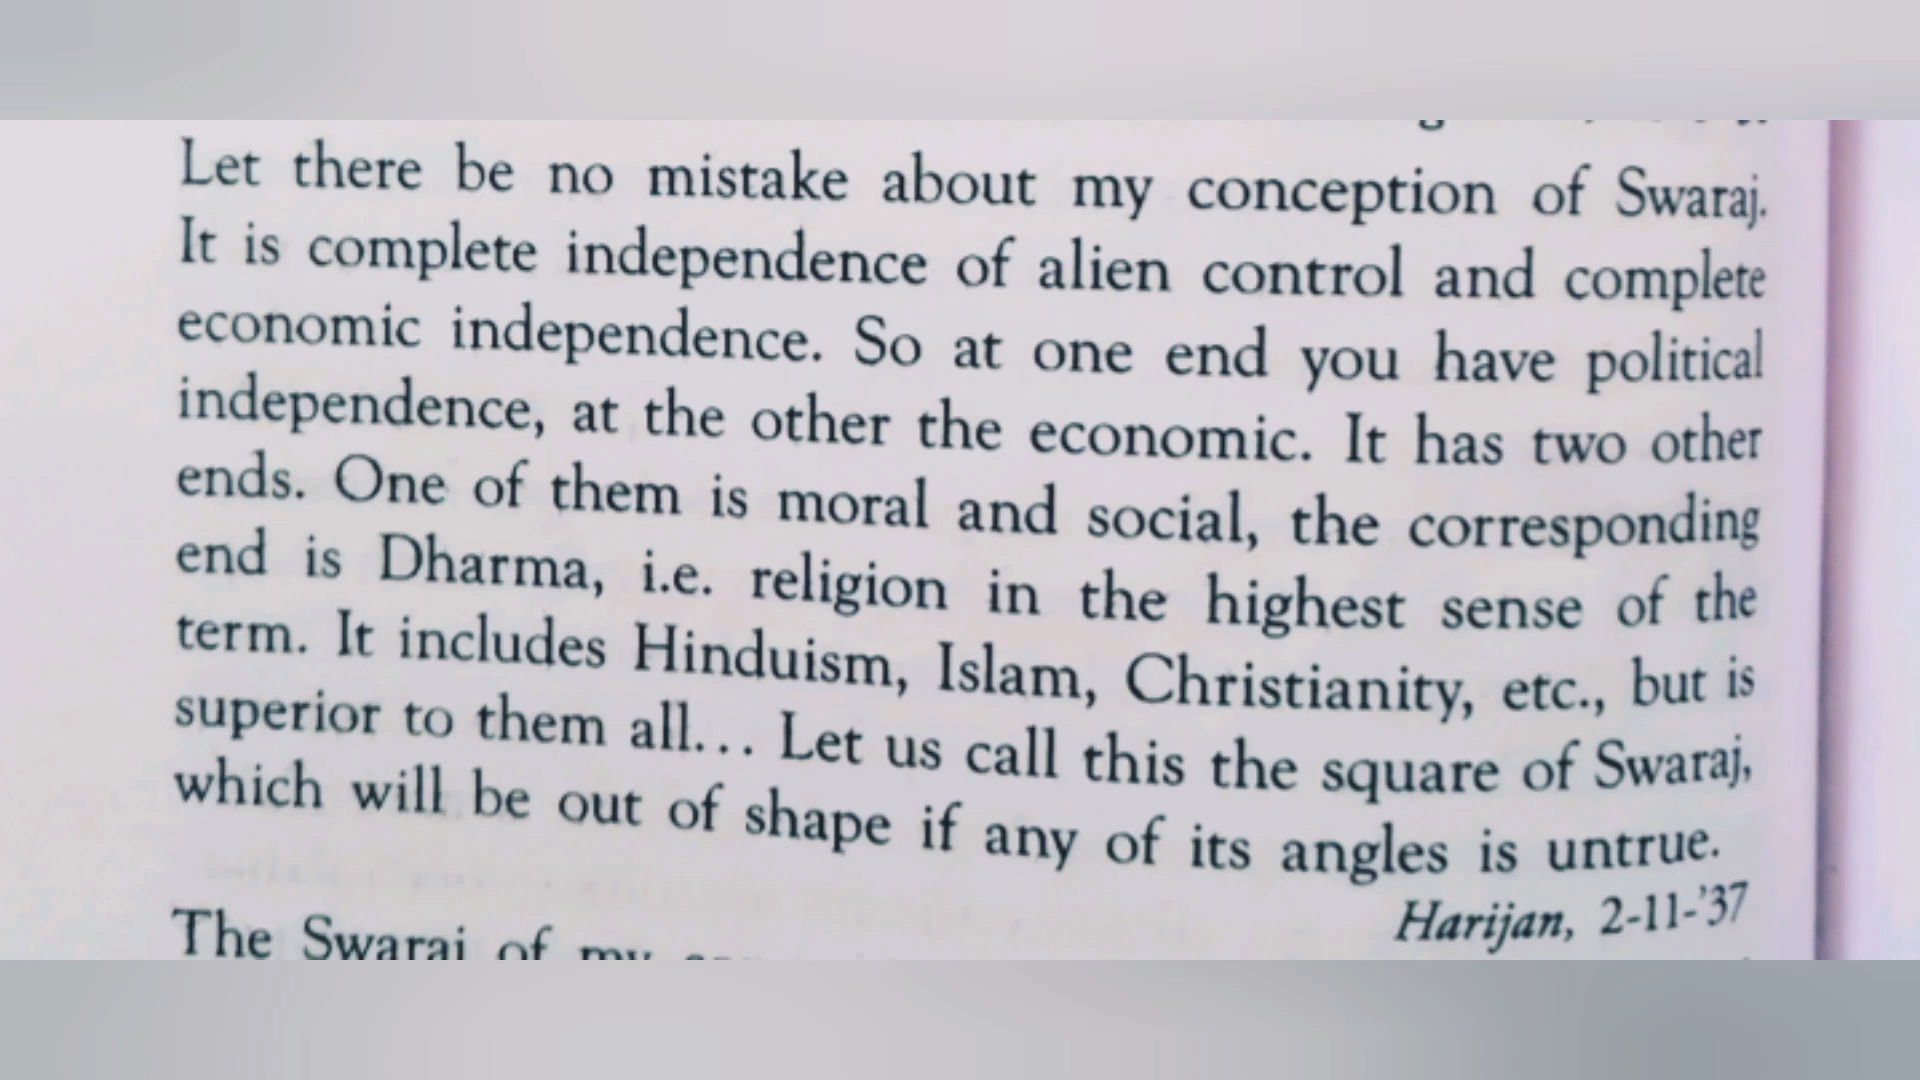 Let there be no mistake about my conception of Swaraj.
It is complete independence of alien control and complete
economic independence. So at one end you have political
independence, at the other the economic. It has two other
ends. One of them is moral and social, the corresponding
end is Dharma, i.e. religion in the highest sense of the
term. It includes Hinduism, Islam, Christianity, etc., but is
superior to them all... Let us call this the square of Swaraj,
which will be out of shape if any of its angles is untrue.
Harijan, 2-11-'37
The Swaraj of my